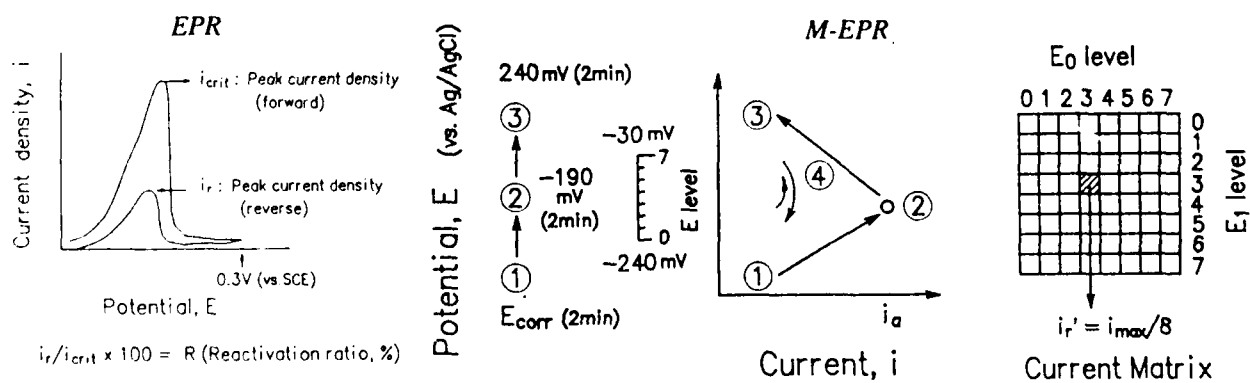 EPR
Current density, i
i_crit : Peak current density
(forward)
i_r : Peak current density
(reverse)
0.3V (vs SCE)
Potential, E
i_r/i_crit x 100 = R (Reactivation ratio, %)
M-EPR
Potential, E (vs. Ag/AgCl)
240 mV (2min)
③
②
-190
mV
(2min)
①
E_corr (2min)
-30 mV
7
0
E level
-240 mV
③
④
②
①
i_a
Current, i
E_0 level
0 1 2 3 4 5 6 7
0
1
2
3
4
5
6
7
E_1 level
i_r' = i_max/8
Current Matrix